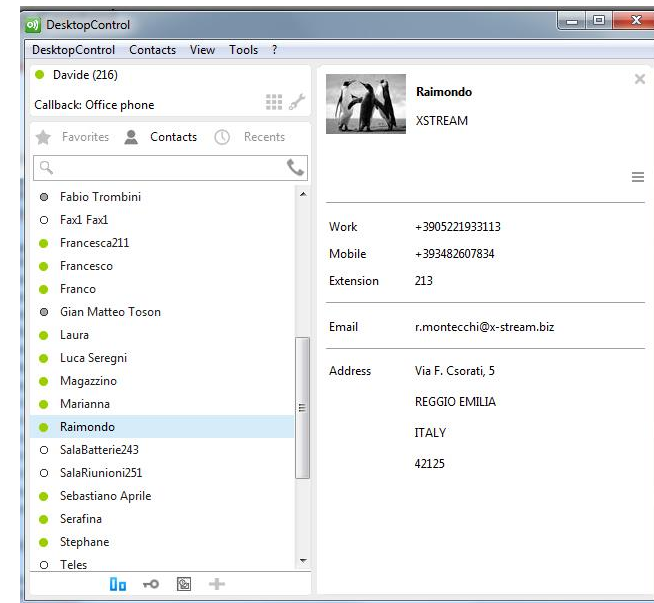 DesktopControl
DesktopControl Contacts View Tools ?
Davide (216)
Callback: Office phone
Favorites Contacts Recents
Fabio Trombini
Fax1 Fax1
Francesca211
Francesco
Franco
Gian Matteo Toson
Laura
Luca Seregni
Magazzino
Marianna
Raimondo
SalaBatterie243
SalaRiunioni251
Sebastiano Aprile
Serafina
Stephane
Teles
Raimondo
XSTREAM
Work +3905221933113
Mobile +393482607834
Extension 213
Email r.montecchi@x-stream.biz
Address Via F. Csorati, 5
REGGIO EMILIA
ITALY
42125